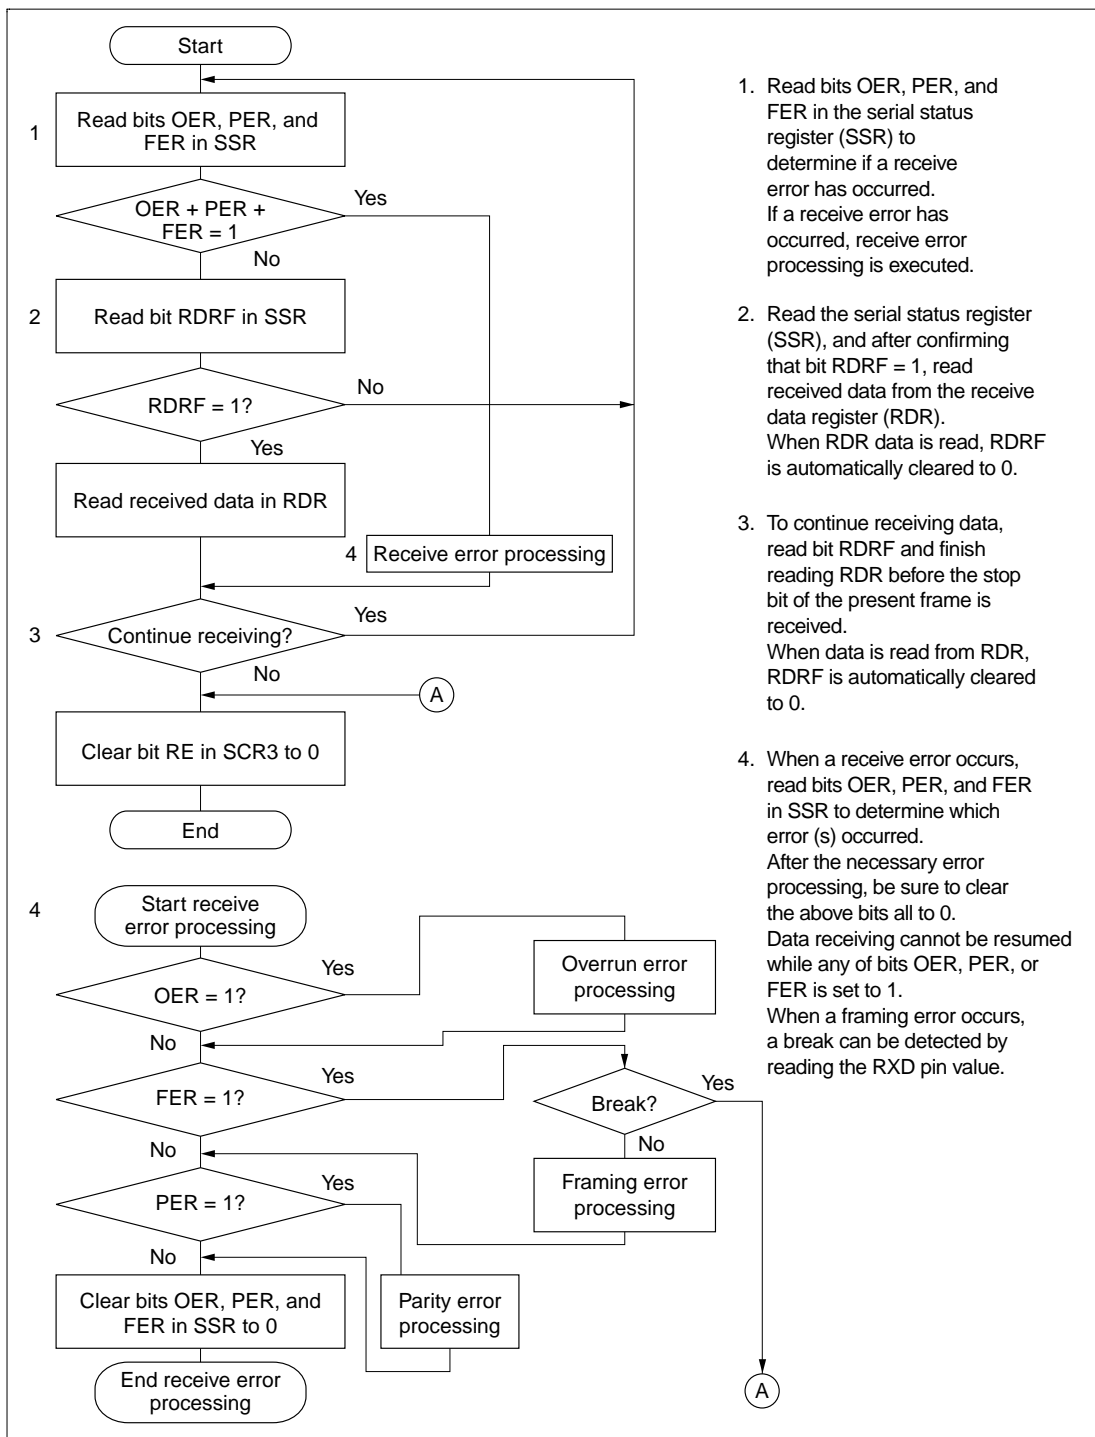 Start
1
Read bits OER, PER, and
FER in SSR
OER + PER +
FER = 1
Yes
No
2
Read bit RDRF in SSR
RDRF = 1?
No
Yes
Read received data in RDR
4
Receive error processing
3
Continue receiving?
Yes
No
A
Clear bit RE in SCR3 to 0
End
4
Start receive
error processing
OER = 1?
Yes
Overrun error
processing
No
FER = 1?
Yes
Break?
Yes
No
No
Framing error
processing
PER = 1?
Yes
No
Parity error
processing
Clear bits OER, PER, and
FER in SSR to 0
End receive error
processing
A
1. Read bits OER, PER, and
FER in the serial status
register (SSR) to
determine if a receive
error has occurred.
If a receive error has
occurred, receive error
processing is executed.
2. Read the serial status register
(SSR), and after confirming
that bit RDRF = 1, read
received data from the receive
data register (RDR).
When RDR data is read, RDRF
is automatically cleared to 0.
3. To continue receiving data,
read bit RDRF and finish
reading RDR before the stop
bit of the present frame is
received.
When data is read from RDR,
RDRF is automatically cleared
to 0.
4. When a receive error occurs,
read bits OER, PER, and FER
in SSR to determine which
error (s) occurred.
After the necessary error
processing, be sure to clear
the above bits all to 0.
Data receiving cannot be resumed
while any of bits OER, PER, or
FER is set to 1.
When a framing error occurs,
a break can be detected by
reading the RXD pin value.